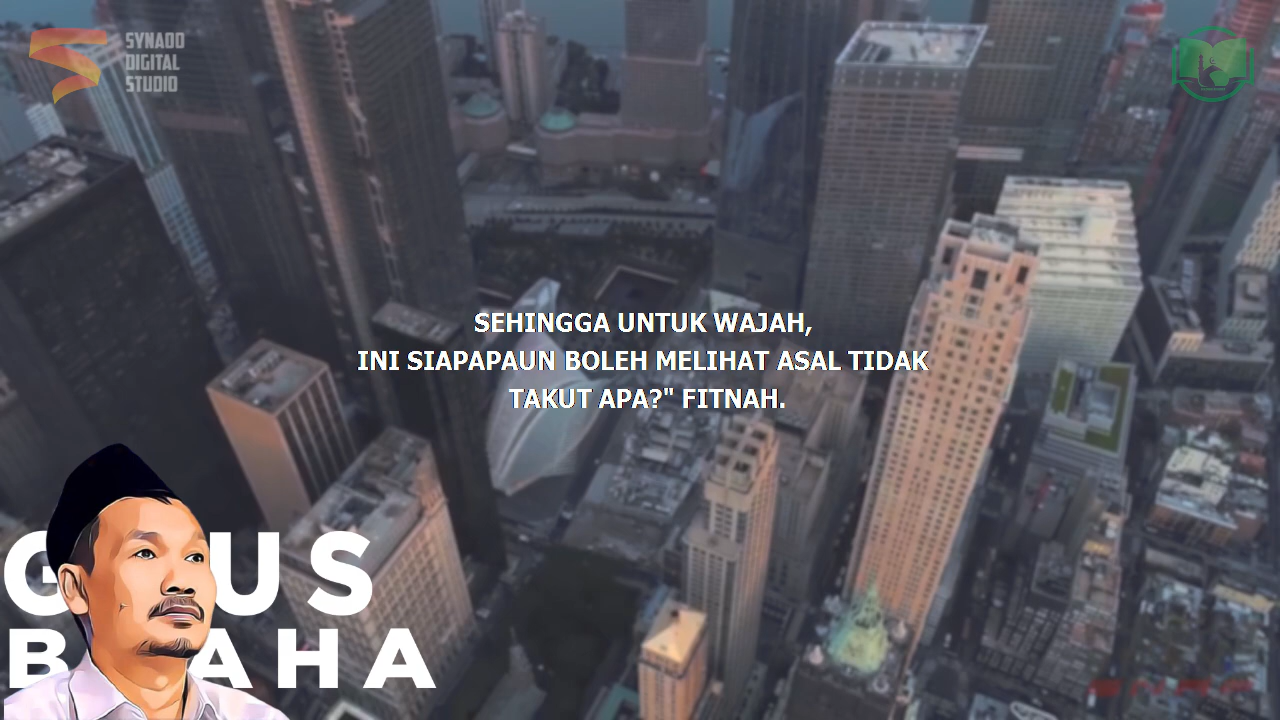 SYNADO
DIGITAL
STUDIO
SEHINGGA UNTUK WAJAH,
INI SIAPAPAUN BOLEH MELIHAT ASAL TIDAK
TAKUT APA?" FITNAH.
GUS
BAHA